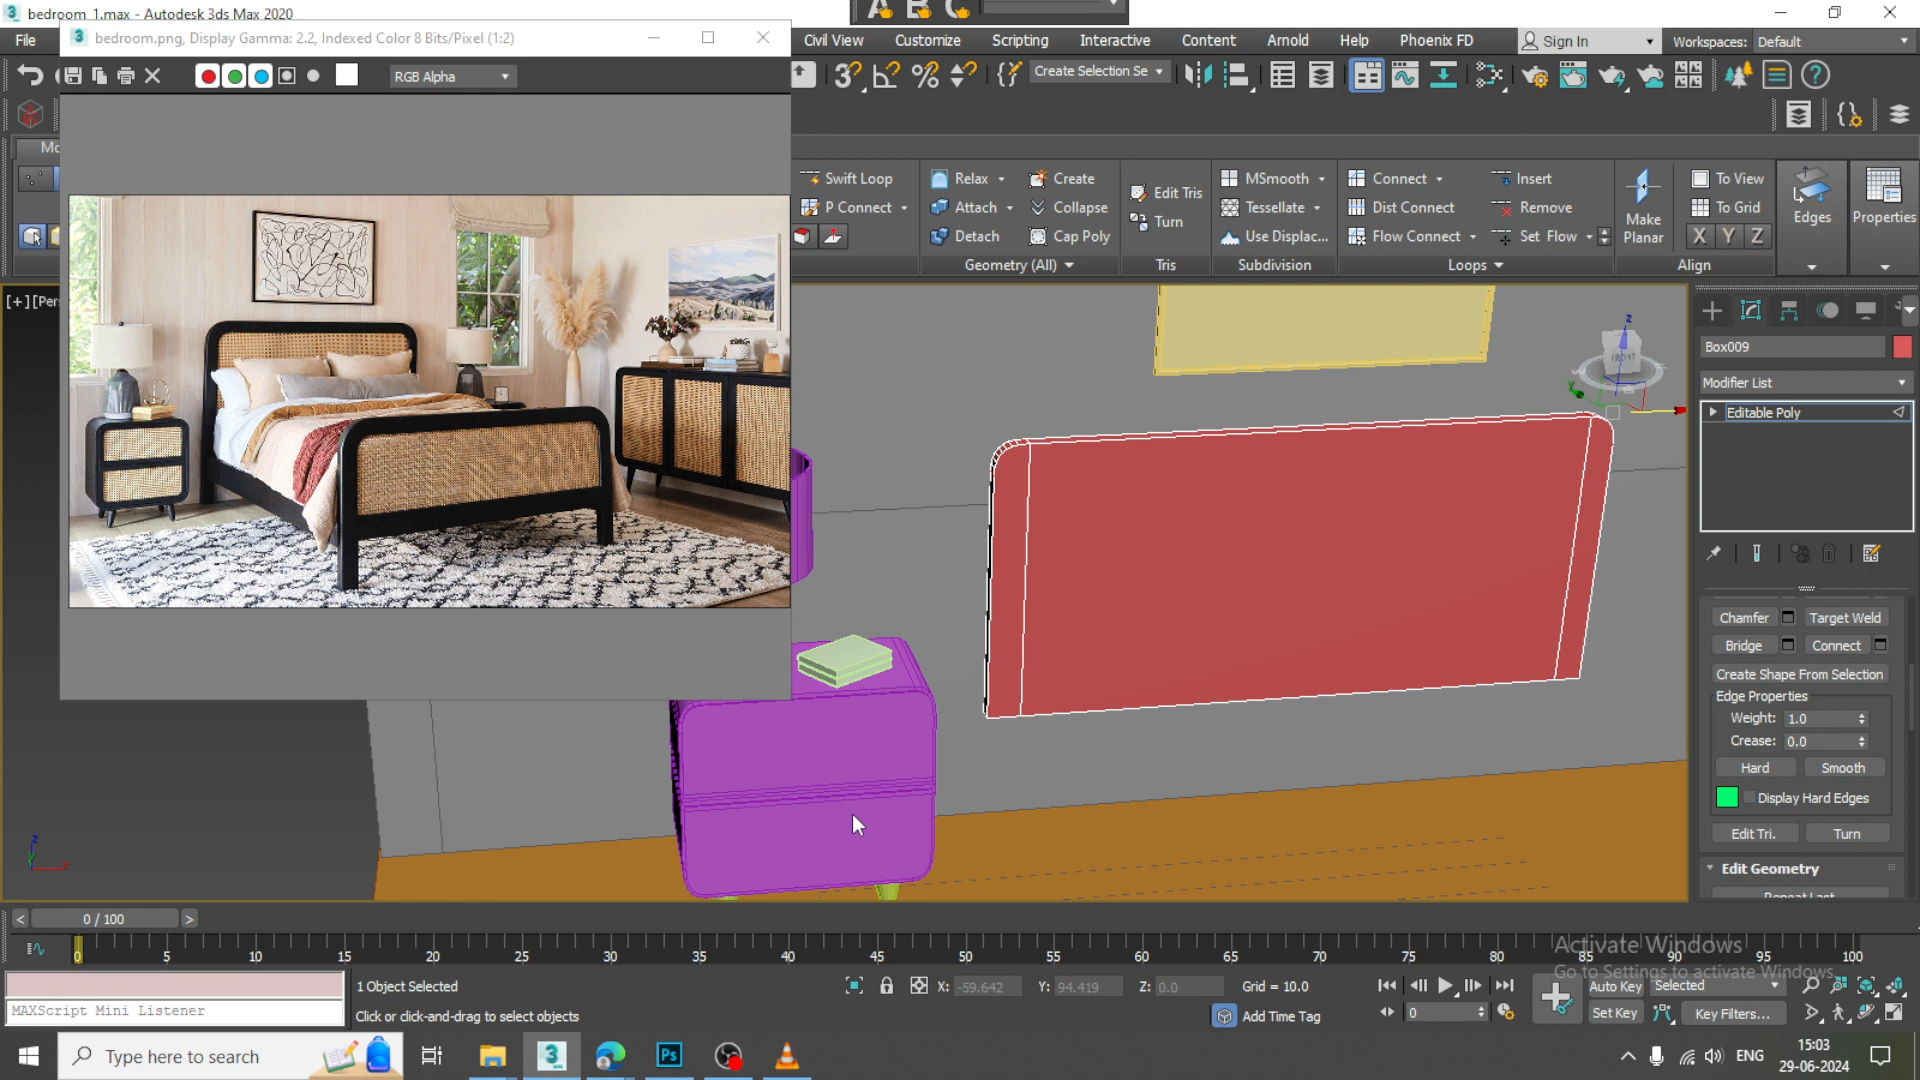 bedroom_1.max - Autodesk 3ds Max 2020
bedroom.png, Display Gamma: 2.2, Indexed Color 8 Bits/Pixel (1:2)
File
Civil View
Customize
Scripting
Interactive
Content
Arnold
Help
Phoenix FD
Sign In
Workspaces: Default
RGB Alpha
Create Selection Se
Swift Loop
Relax
Create
Edit Tris
MSmooth
Connect
Insert
To View
P Connect
Attach
Collapse
Turn
Tessellate
Dist Connect
Remove
To Grid
Make
Planar
Edges
Properties
Detach
Cap Poly
Use Displac...
Flow Connect
Set Flow
X Y Z
Geometry (All)
Tris
Subdivision
Loops
Align
[+] [Per
FRONT
Box009
Modifier List
Editable Poly
Chamfer
Target Weld
Bridge
Connect
Create Shape From Selection
Edge Properties
Weight: 1.0
Crease: 0.0
Hard
Smooth
Display Hard Edges
Edit Tri.
Turn
Edit Geometry
< 0 / 100 >
0 5 10 15 20 25 30 35 40 45 50 55 60 65 70 75 80 85 90 95 100
Activate Windows
Go to Settings to activate Windows.
1 Object Selected
X: -59.642
Y: 94.419
Z: 0.0
Grid = 10.0
Auto Key
Selected
MAXScript Mini Listener
Click or click-and-drag to select objects
Add Time Tag
0
Set Key
Key Filters...
Type here to search
Ps
ENG
15:03
29-06-2024